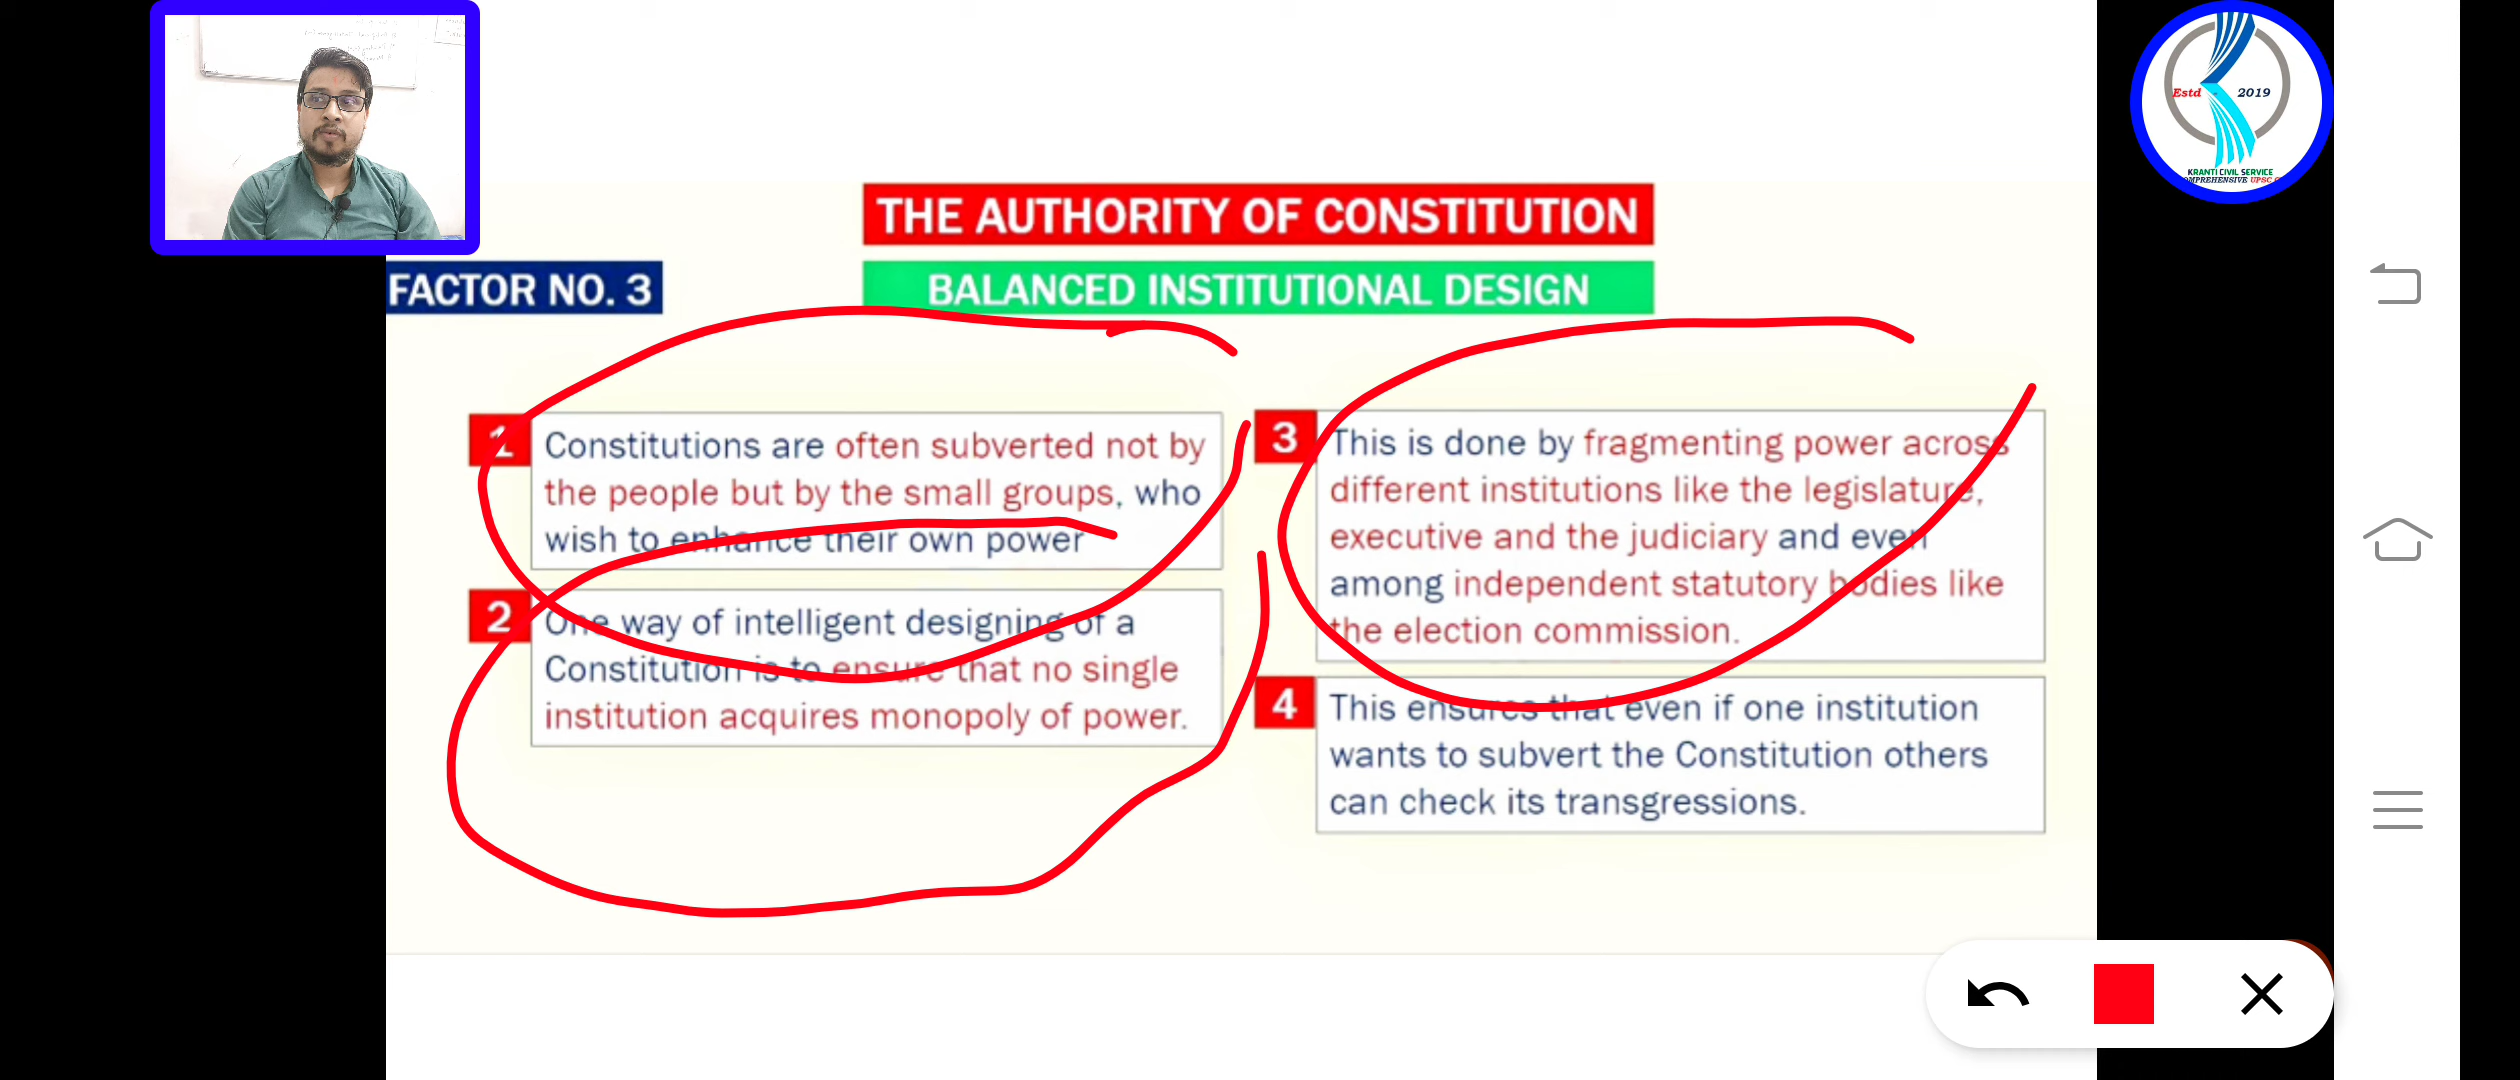 THE AUTHORITY OF CONSTITUTION
FACTOR NO. 3
BALANCED INSTITUTIONAL DESIGN
1
Constitutions are often subverted not by
the people but by the small groups, who
wish to enhance their own power
2
One way of intelligent designing of a
Constitution is to ensure that no single
institution acquires monopoly of power.
3
This is done by fragmenting power across
different institutions like the legislature,
executive and the judiciary and even
among independent statutory bodies like
the election commission.
4
This ensures that even if one institution
wants to subvert the Constitution others
can check its transgressions.
Estd - 2019
KRANTI CIVIL SERVICE
UPSC